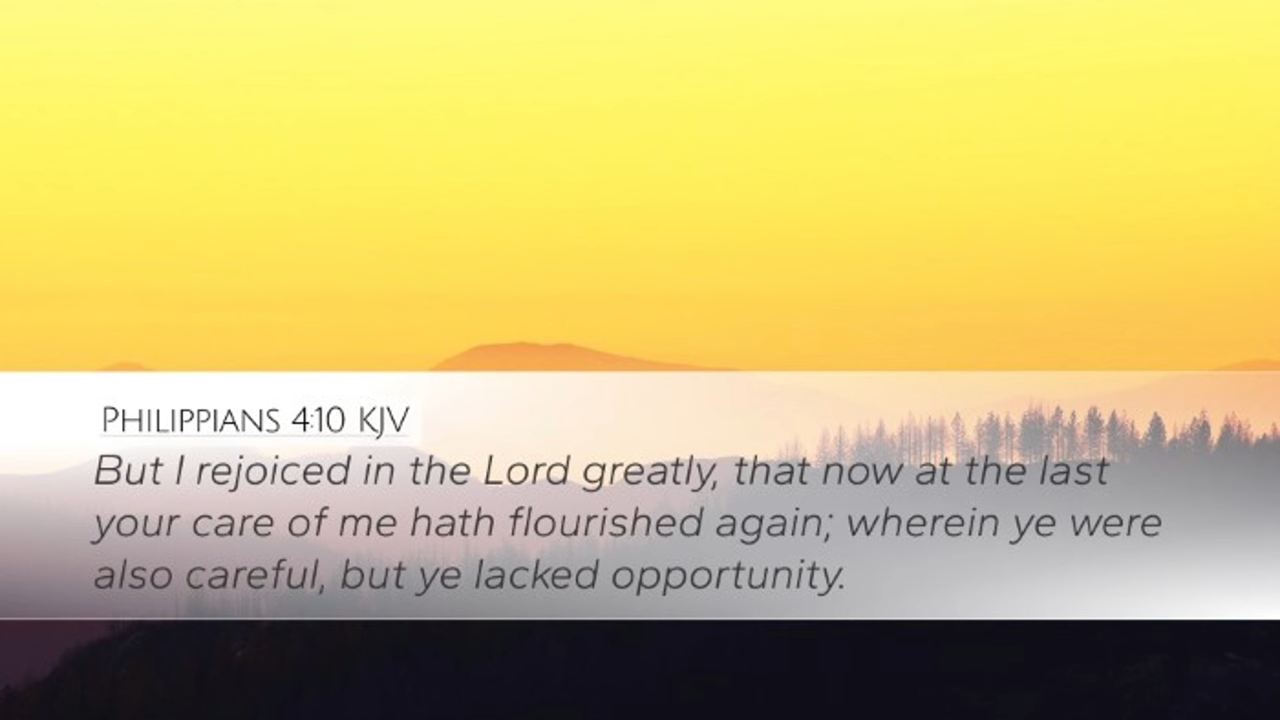 Philippians 4:10 KJV
But I rejoiced in the Lord greatly, that now at the last
your care of me hath flourished again; wherein ye were
also careful, but ye lacked opportunity.